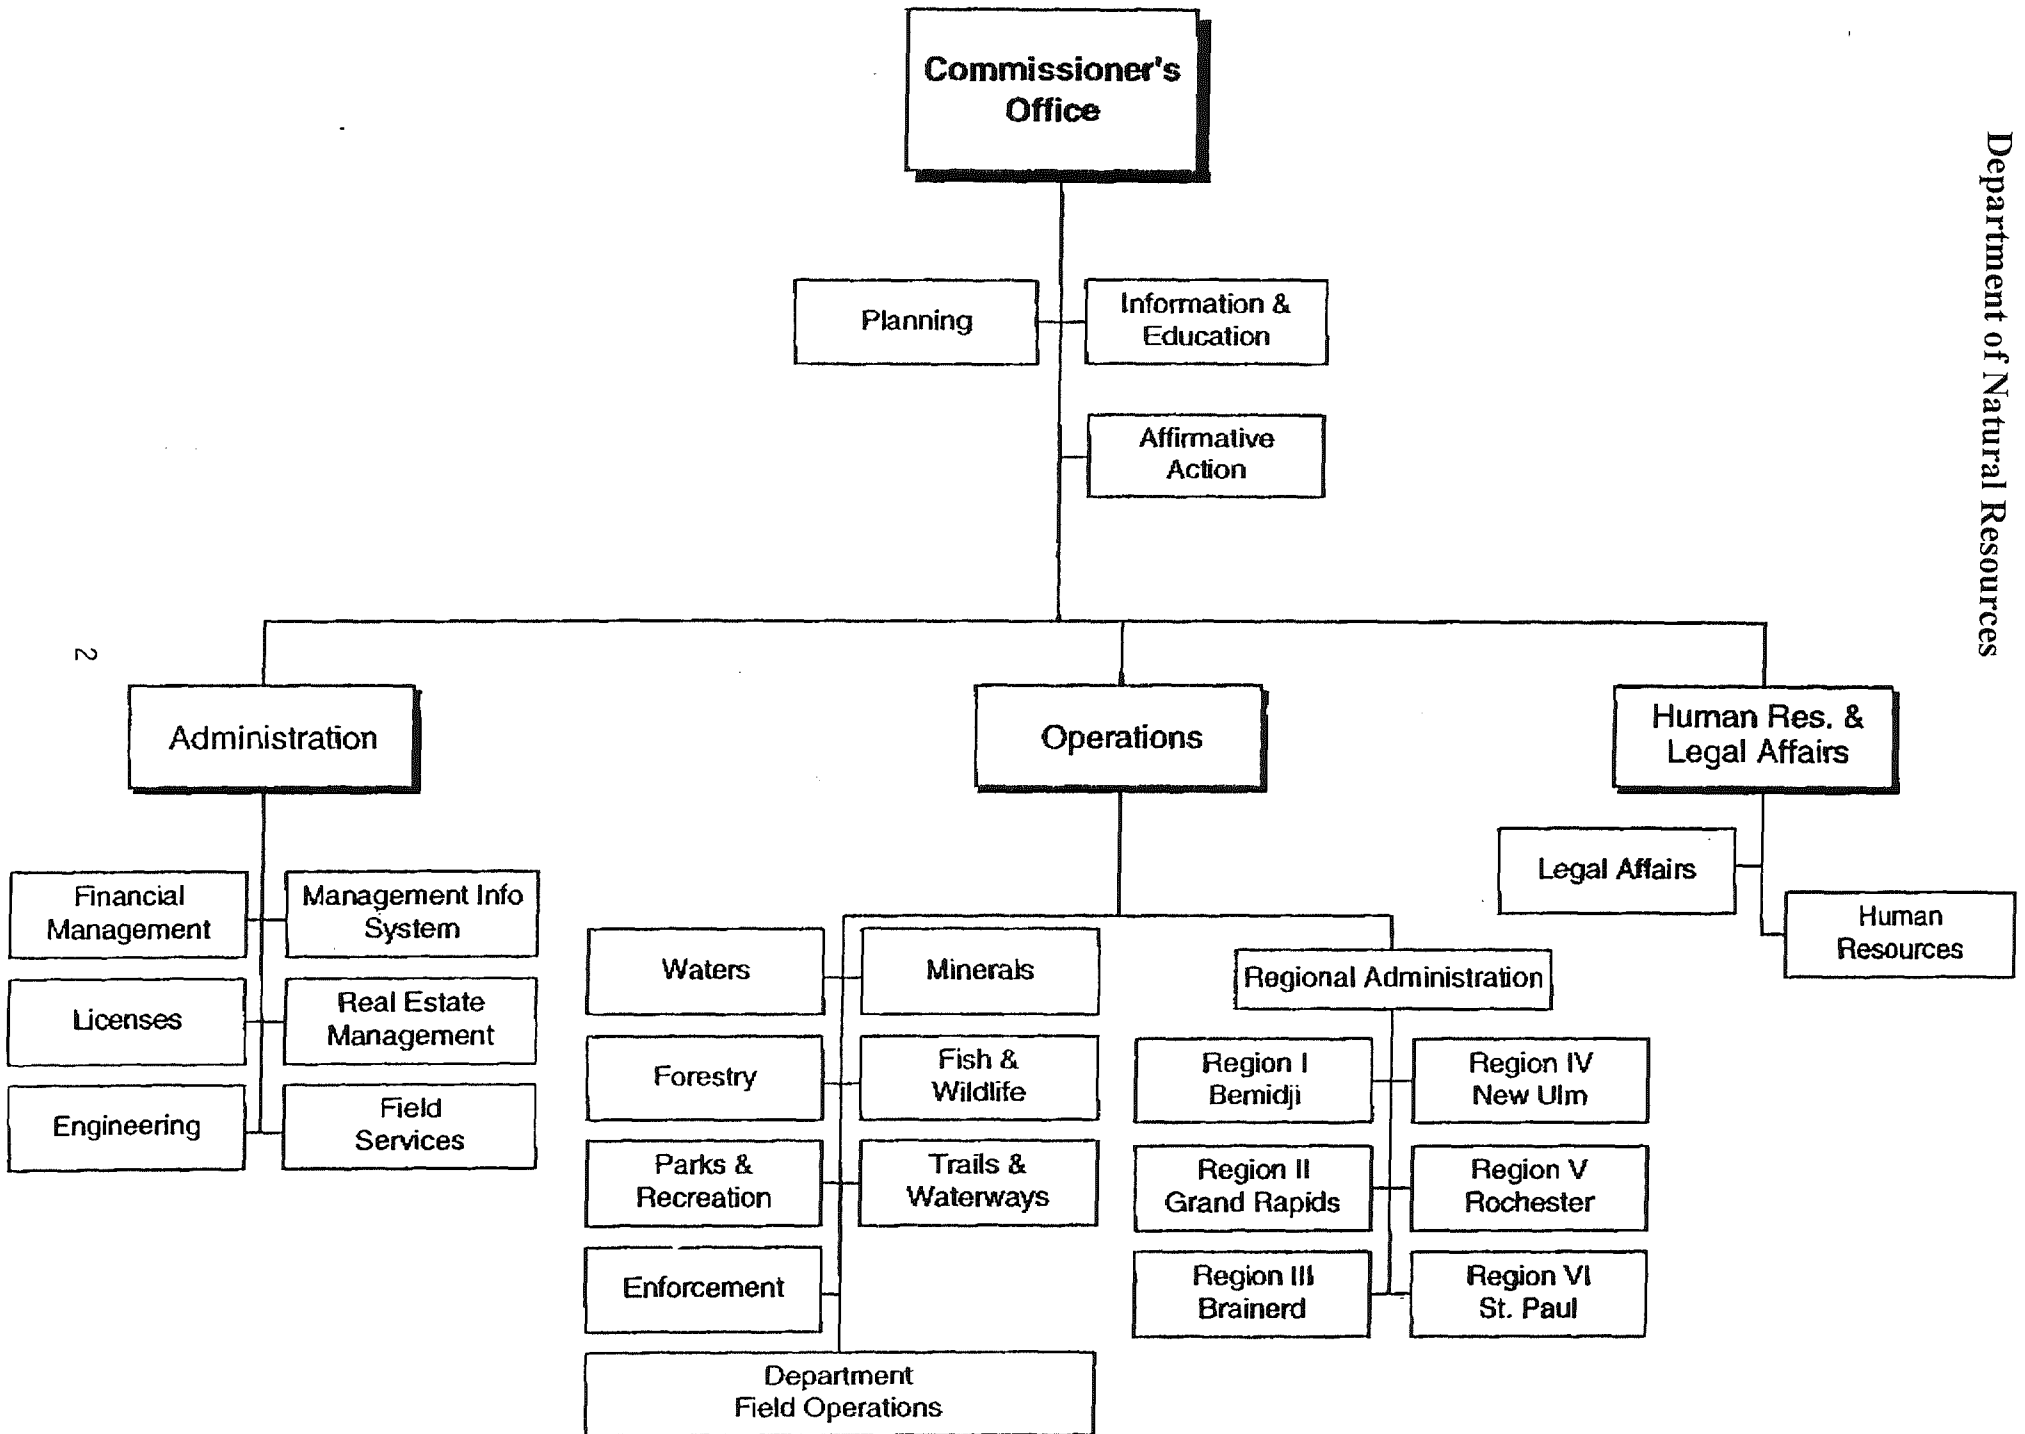 Department of Natural Resources
Commissioner's
Office
Planning
Information &
Education
Affirmative
Action
2
Administration
Operations
Human Res. &
Legal Affairs
Financial
Management
Management Info
System
Licenses
Real Estate
Management
Engineering
Field
Services
Waters
Minerals
Forestry
Fish &
Wildlife
Parks &
Recreation
Trails &
Waterways
Enforcement
Department
Field Operations
Regional Administration
Region I
Bemidji
Region IV
New Ulm
Region II
Grand Rapids
Region V
Rochester
Region III
Brainerd
Region VI
St. Paul
Legal Affairs
Human
Resources